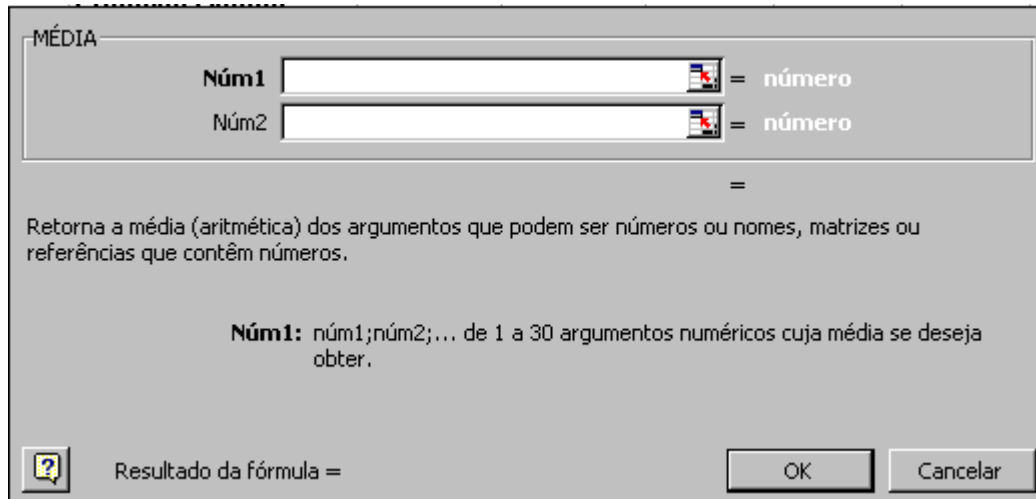 MÉDIA
Núm1 = número
Núm2 = número
=
Retorna a média (aritmética) dos argumentos que podem ser números ou nomes, matrizes ou
referências que contêm números.
Núm1: núm1;núm2;... de 1 a 30 argumentos numéricos cuja média se deseja
obter.
? Resultado da fórmula = OK Cancelar